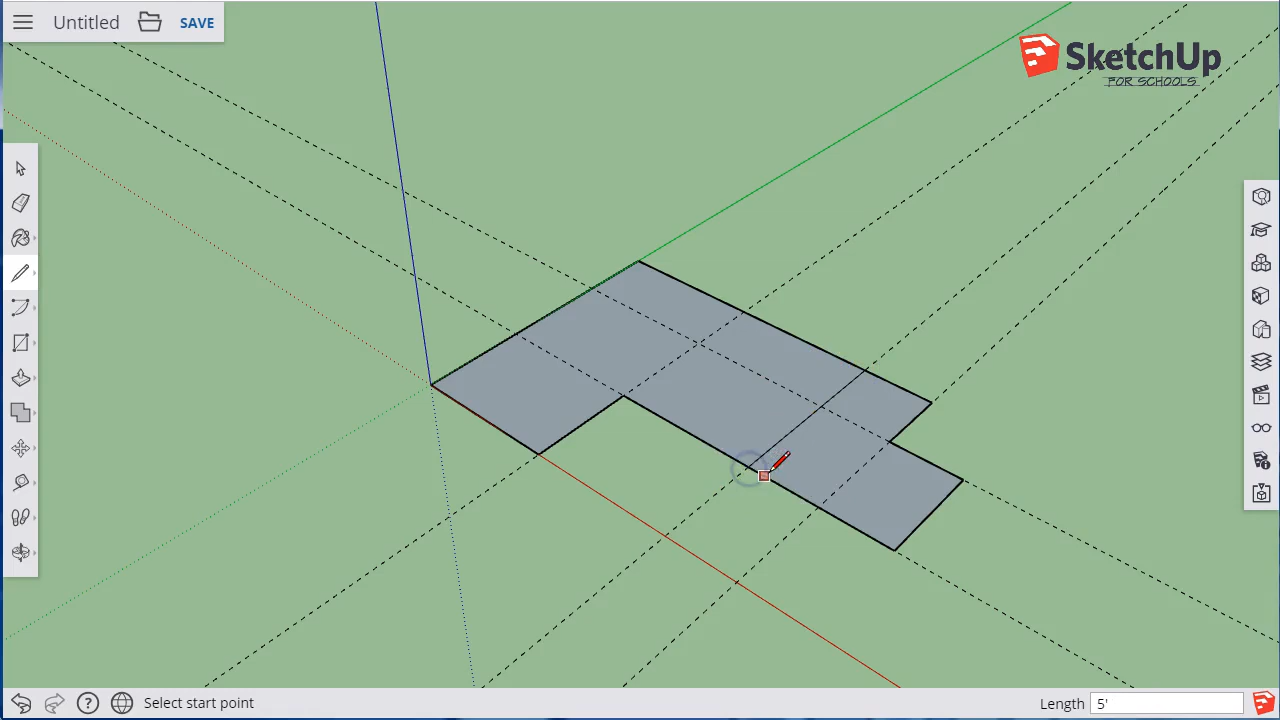 Untitled
SAVE
SketchUp
FOR SCHOOLS
?
Select start point
Length 5'